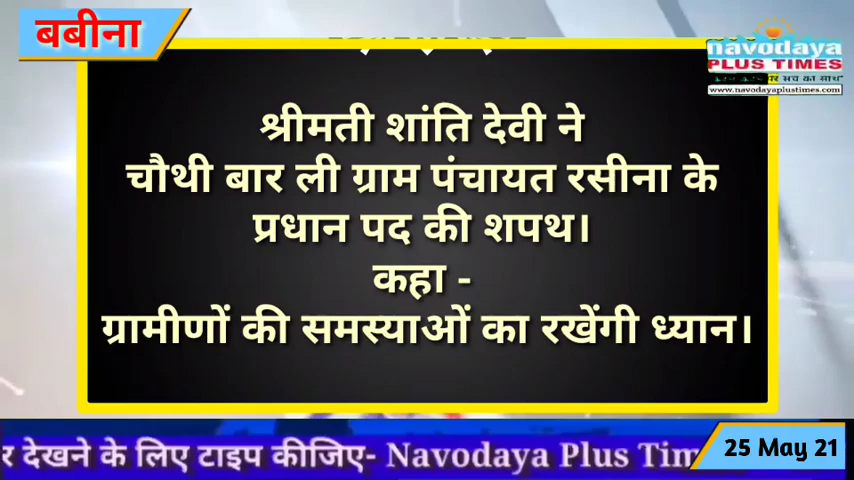 बबीना
navodaya
PLUS TIMES
www.navodayaplustimes.com
श्रीमती शांति देवी ने
चौथी बार ली ग्राम पंचायत रसीना के
प्रधान पद की शपथ।
कहा -
ग्रामीणों की समस्याओं का रखेंगी ध्यान।
र देखने के लिए टाइप कीजिए- Navodaya Plus Tim
25 May 21